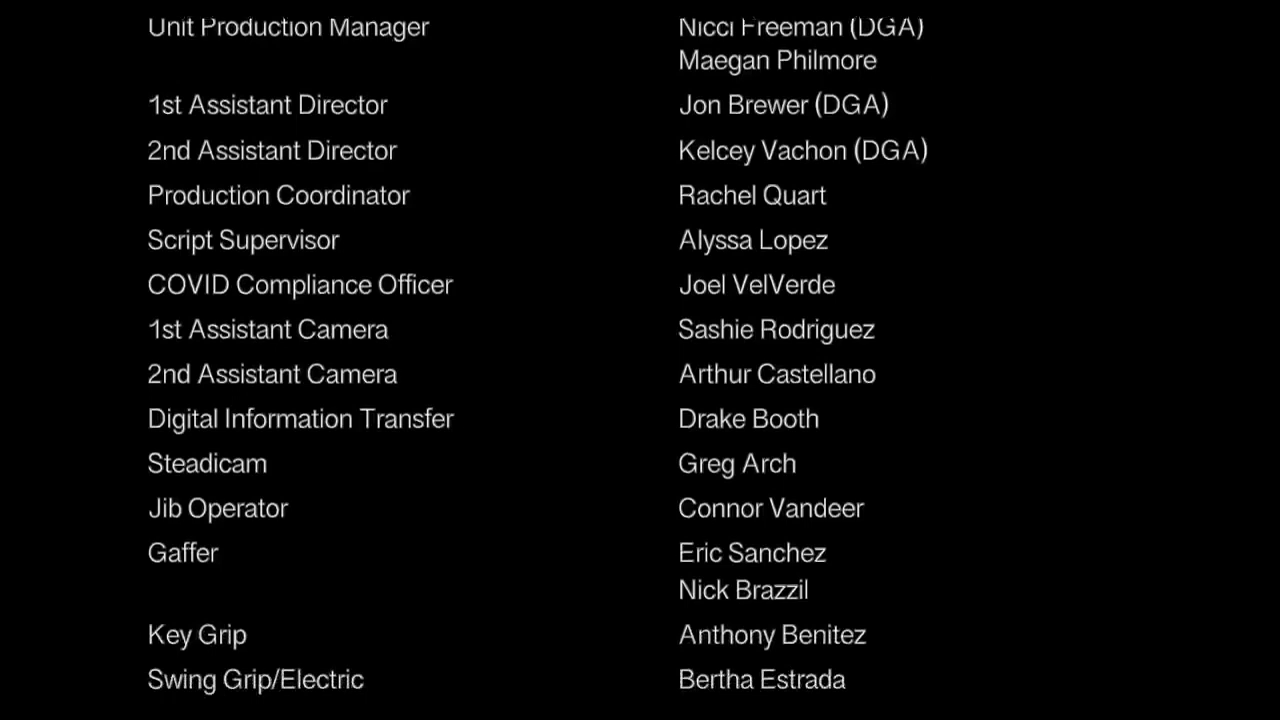 Unit Production Manager Nicci Freeman (DGA)
Maegan Philmore
1st Assistant Director Jon Brewer (DGA)
2nd Assistant Director Kelcey Vachon (DGA)
Production Coordinator Rachel Quart
Script Supervisor Alyssa Lopez
COVID Compliance Officer Joel VelVerde
1st Assistant Camera Sashie Rodriguez
2nd Assistant Camera Arthur Castellano
Digital Information Transfer Drake Booth
Steadicam Greg Arch
Jib Operator Connor Vandeer
Gaffer Eric Sanchez
Nick Brazzil
Key Grip Anthony Benitez
Swing Grip/Electric Bertha Estrada